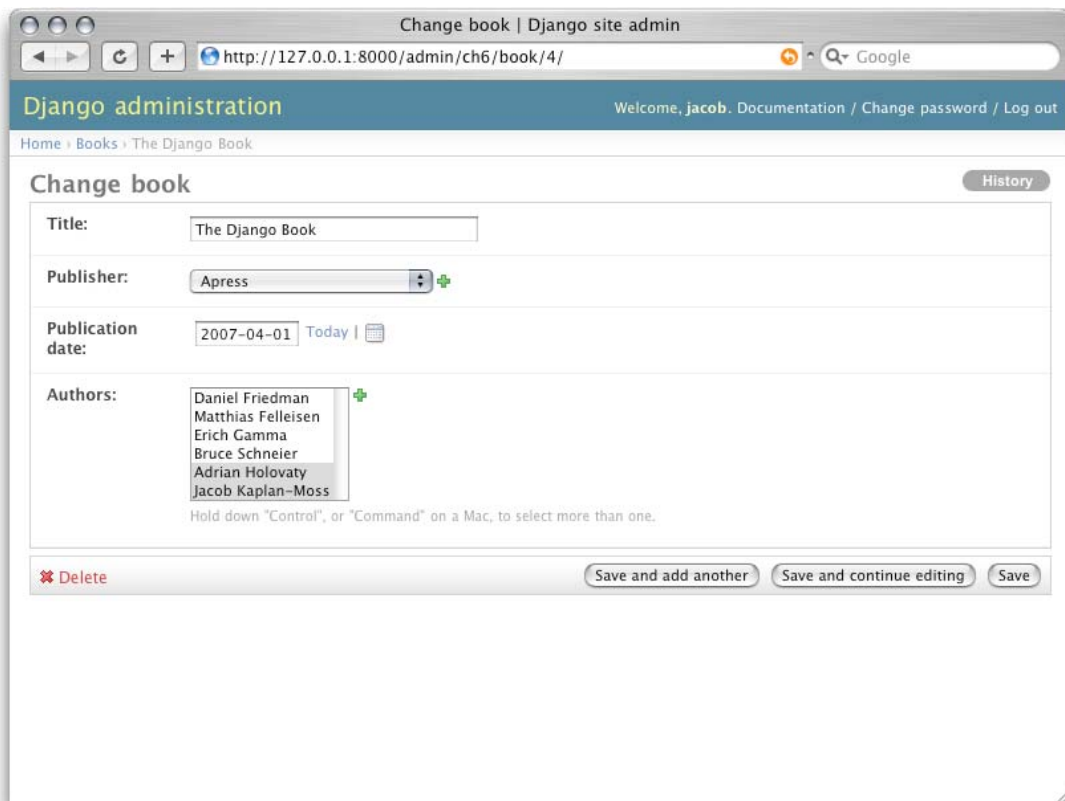 Change book | Django site admin
http://127.0.0.1:8000/admin/ch6/book/4/
Google
Django administration
Welcome, jacob. Documentation / Change password / Log out
Home › Books › The Django Book
Change book
History
Title:
The Django Book
Publisher:
Apress
Publication
date:
2007-04-01 Today |
Authors:
Daniel Friedman
Matthias Felleisen
Erich Gamma
Bruce Schneier
Adrian Holovaty
Jacob Kaplan-Moss
Hold down "Control", or "Command" on a Mac, to select more than one.
Delete
Save and add another
Save and continue editing
Save